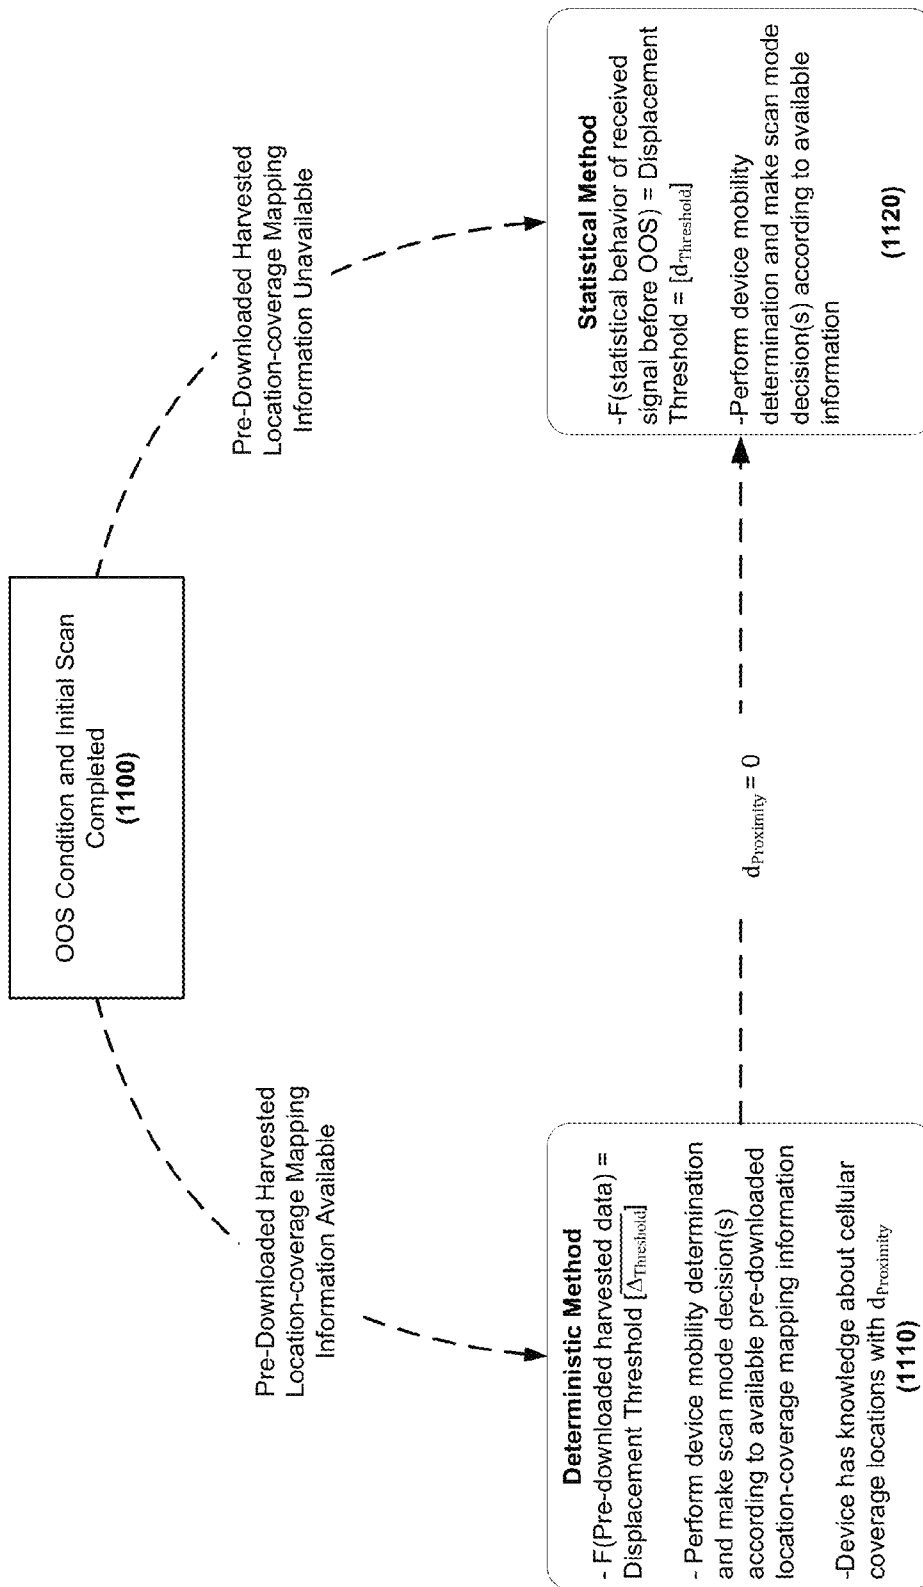 OOS Condition and Initial Scan
Completed
(1100)
Pre-Downloaded Harvested
Location-coverage Mapping
Information Available
Pre-Downloaded Harvested
Location-coverage Mapping
Information Unavailable
Deterministic Method
- F(Pre-downloaded harvested data) =
Displacement Threshold [ΔThreshold]
- Perform device mobility determination
and make scan mode decision(s)
according to available pre-downloaded
location-coverage mapping information
-Device has knowledge about cellular
coverage locations with dProximity
(1110)
dProximity = 0
Statistical Method
-F(statistical behavior of received
signal before OOS) = Displacement
Threshold = [dThreshold]
-Perform device mobility
determination and make scan mode
decision(s) according to available
information
(1120)